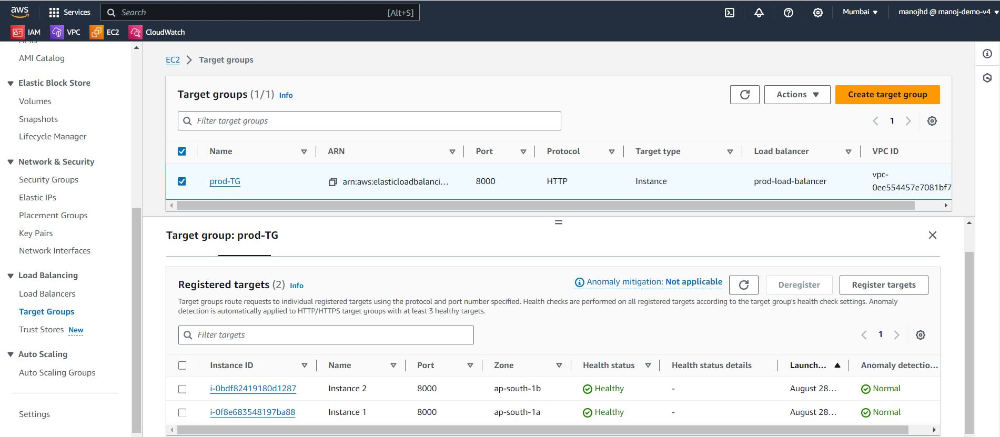 aws
Services
Search
[Alt+S]
Mumbai
manojhd @ manoj-demo-v4
IAM
VPC
EC2
CloudWatch
AMIs
AMI Catalog
Elastic Block Store
Volumes
Snapshots
Lifecycle Manager
Network & Security
Security Groups
Elastic IPs
Placement Groups
Key Pairs
Network Interfaces
Load Balancing
Load Balancers
Target Groups
Trust Stores New
Auto Scaling
Auto Scaling Groups
Settings
EC2
Target groups
Target groups (1/1) Info
Actions
Create target group
Filter target groups
1
Name
ARN
Port
Protocol
Target type
Load balancer
VPC ID
prod-TG
arn:aws:elasticloadbalanci...
8000
HTTP
Instance
prod-load-balancer
vpc-
0ee554457e7081bf7
Target group: prod-TG
Registered targets (2) Info
Anomaly mitigation: Not applicable
Deregister
Register targets
Target groups route requests to individual registered targets using the protocol and port number specified. Health checks are performed on all registered targets according to the target group's health check settings. Anomaly
detection is automatically applied to HTTP/HTTPS target groups with at least 3 healthy targets.
Filter targets
1
Instance ID
Name
Port
Zone
Health status
Health status details
Launch...
Anomaly detectio...
i-0bdf82419180d1287
Instance 2
8000
ap-south-1b
Healthy
-
August 28...
Normal
i-0f8e683548197ba88
Instance 1
8000
ap-south-1a
Healthy
-
August 28...
Normal